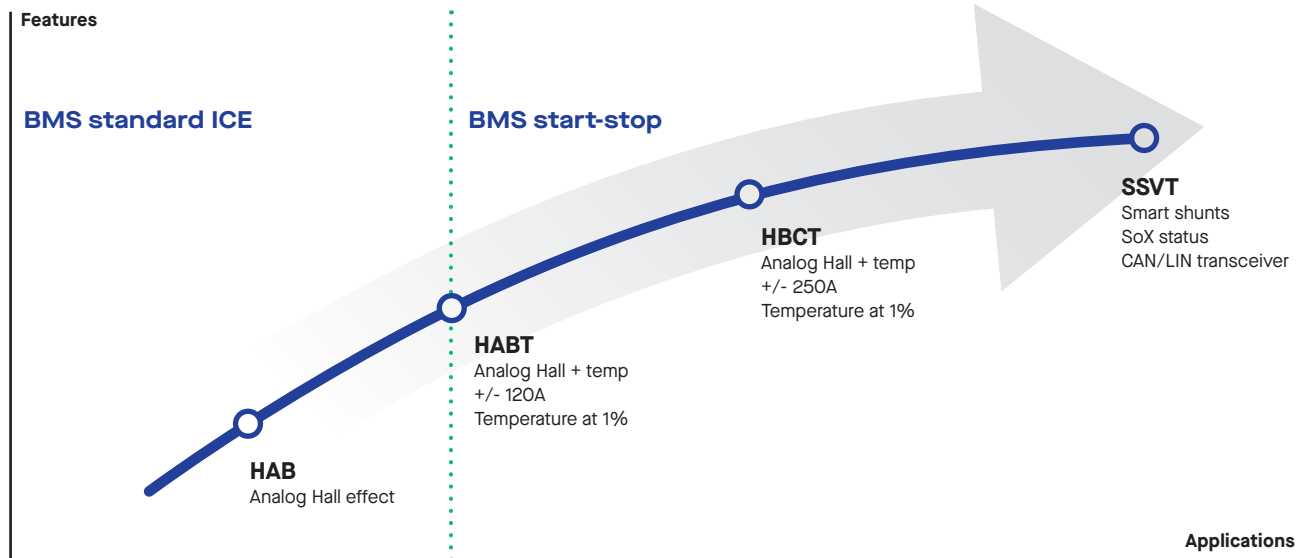 Features
BMS standard ICE
BMS start-stop
SSVT
Smart shunts
SoX status
CAN/LIN transceiver
HBCT
Analog Hall + temp
+/- 250A
Temperature at 1%
HABT
Analog Hall + temp
+/- 120A
Temperature at 1%
HAB
Analog Hall effect
Applications